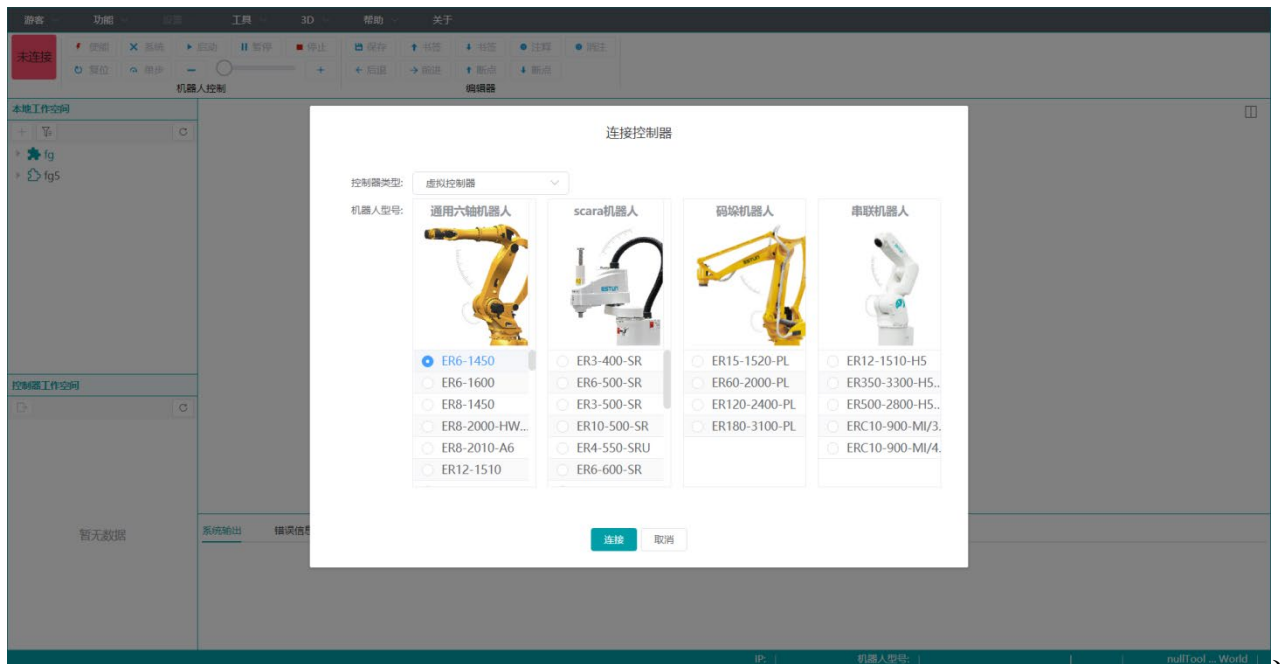 游客 功能 设置 工具 3D 帮助 关于
未连接 使能 系统 启动 暂停 停止 保存 书签 书签 注释
复位 单步 后退 前进 断点 断点
机器人控制 编辑器
本地工作空间
fg
fg5
控制器工作空间
暂无数据
连接控制器
控制器类型: 虚拟控制器
机器人型号: 通用六轴机器人 scara机器人 码垛机器人 串联机器人
ESTUN ESTUN
ER6-1450 ER3-400-SR ER15-1520-PL ER12-1510-H5
ER6-1600 ER6-500-SR ER60-2000-PL ER350-3300-H5..
ER8-1450 ER3-500-SR ER120-2400-PL ER500-2800-H5..
ER8-2000-HW... ER10-500-SR ER180-3100-PL ERC10-900-MI/3.
ER8-2010-A6 ER4-550-SRU ERC10-900-MI/4.
ER12-1510 ER6-600-SR
连接 取消
系统输出 错误信息
IP: | 机器人型号: | | nullTool ... World |